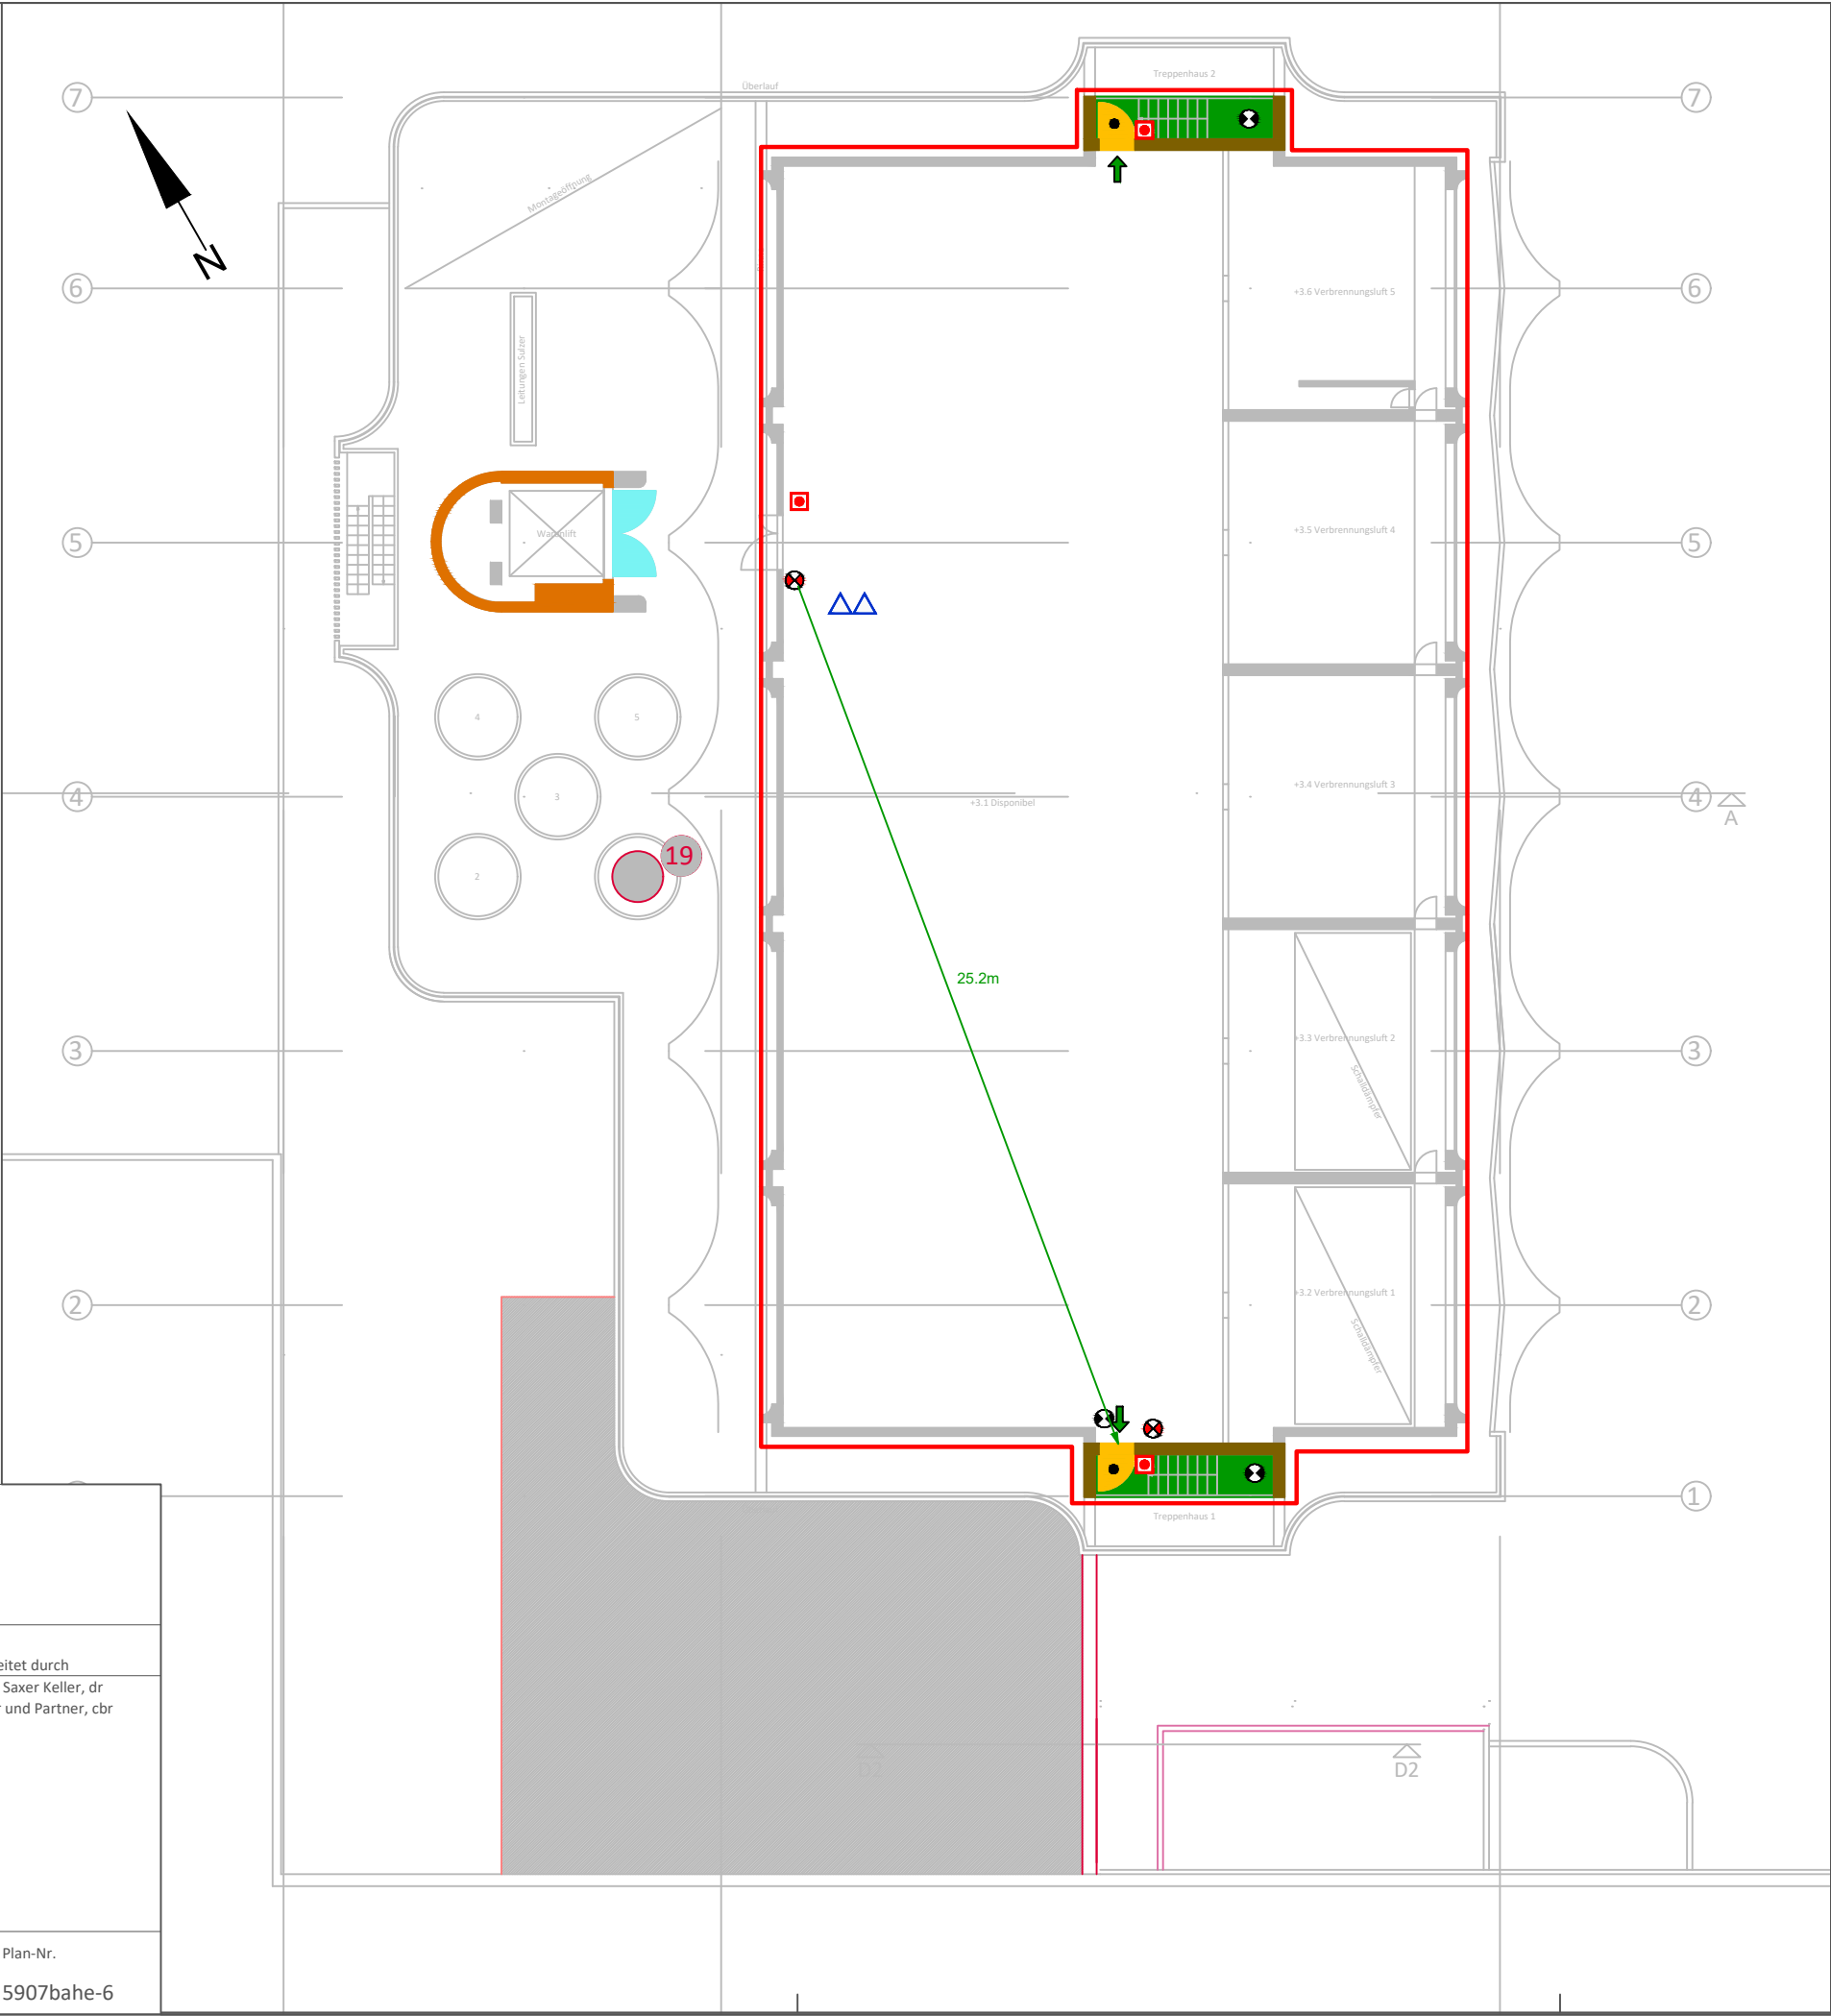 Treppenhaus 2
Überlauf
7
7
Montageöffnung
N
6
6
+3.6 Verbrennungsluft 5
Leitungen Sulzer
+3.5 Verbrennungsluft 4
Warenlift
5
5
4
5
+3.4 Verbrennungsluft 3
3
4
4
+3.1 Disponibel
A
19
2
25.2m
+3.3 Verbrennungsluft 2
3
3
Schalldämpfer
+3.2 Verbrennungsluft 1
2
2
Schalldämpfer
1
Treppenhaus 1
eitet durch
Saxer Keller, dr
r und Partner, cbr
D2
D2
Plan-Nr.
5907bahe-6